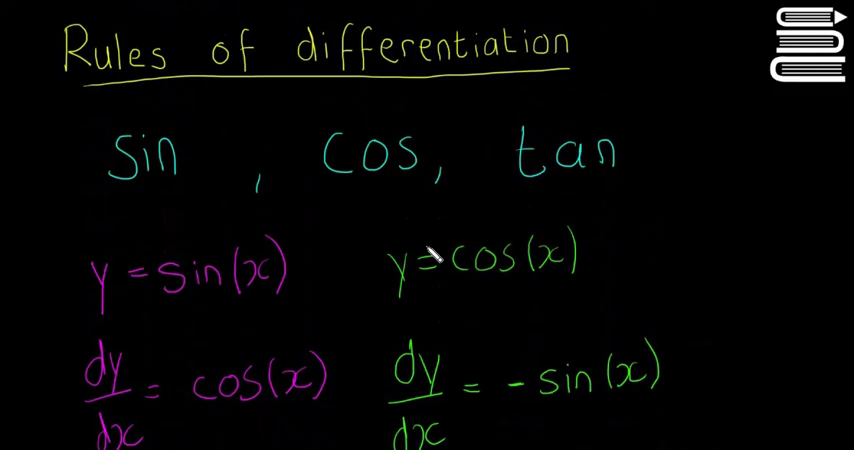 Rules of differentiation
sin , cos, tan
y = sin(x)
y = cos(x)
dy/dx = cos(x)
dy/dx = - sin(x)